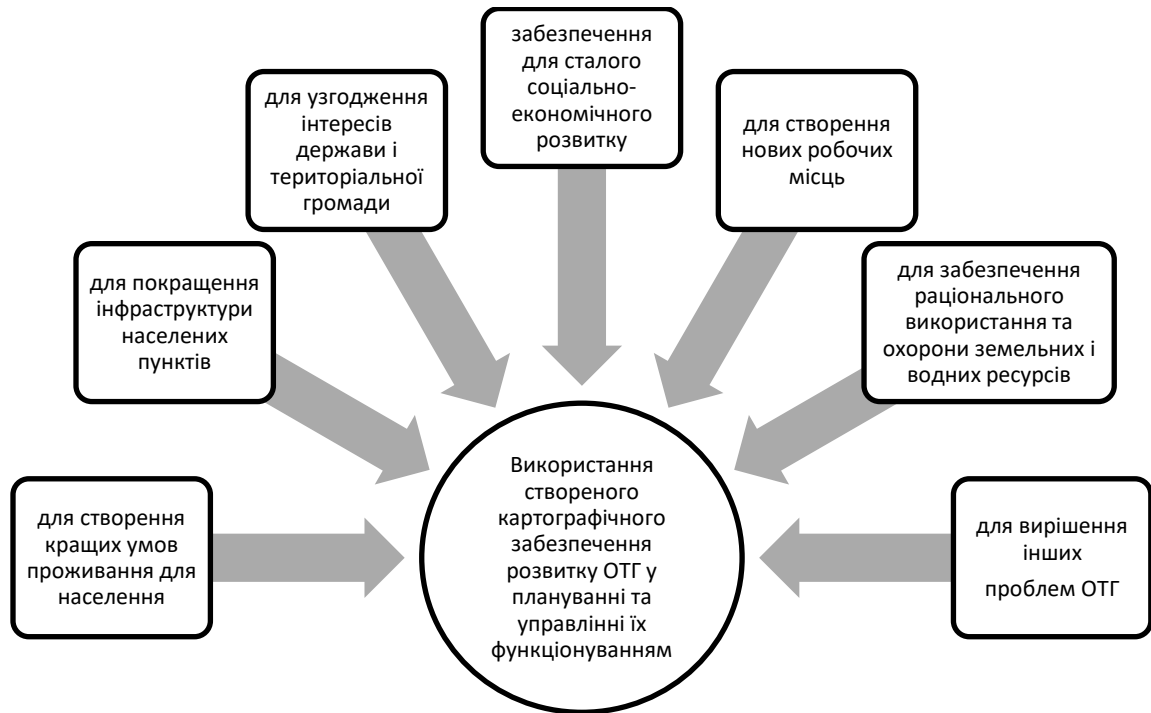 забезпечення
для сталого
соціально-
економічного
розвитку
для узгодження
інтересів
держави і
територіальної
громади
для створення
нових робочих
місць
для покращення
інфраструктури
населених
пунктів
для забезпечення
раціонального
використання та
охорони земельних і
водних ресурсів
для створення
кращих умов
проживання для
населення
Використання
створеного
картографічного
забезпечення
розвитку ОТГ у
плануванні та
управлінні їх
функціонуванням
для вирішення
інших
проблем ОТГ